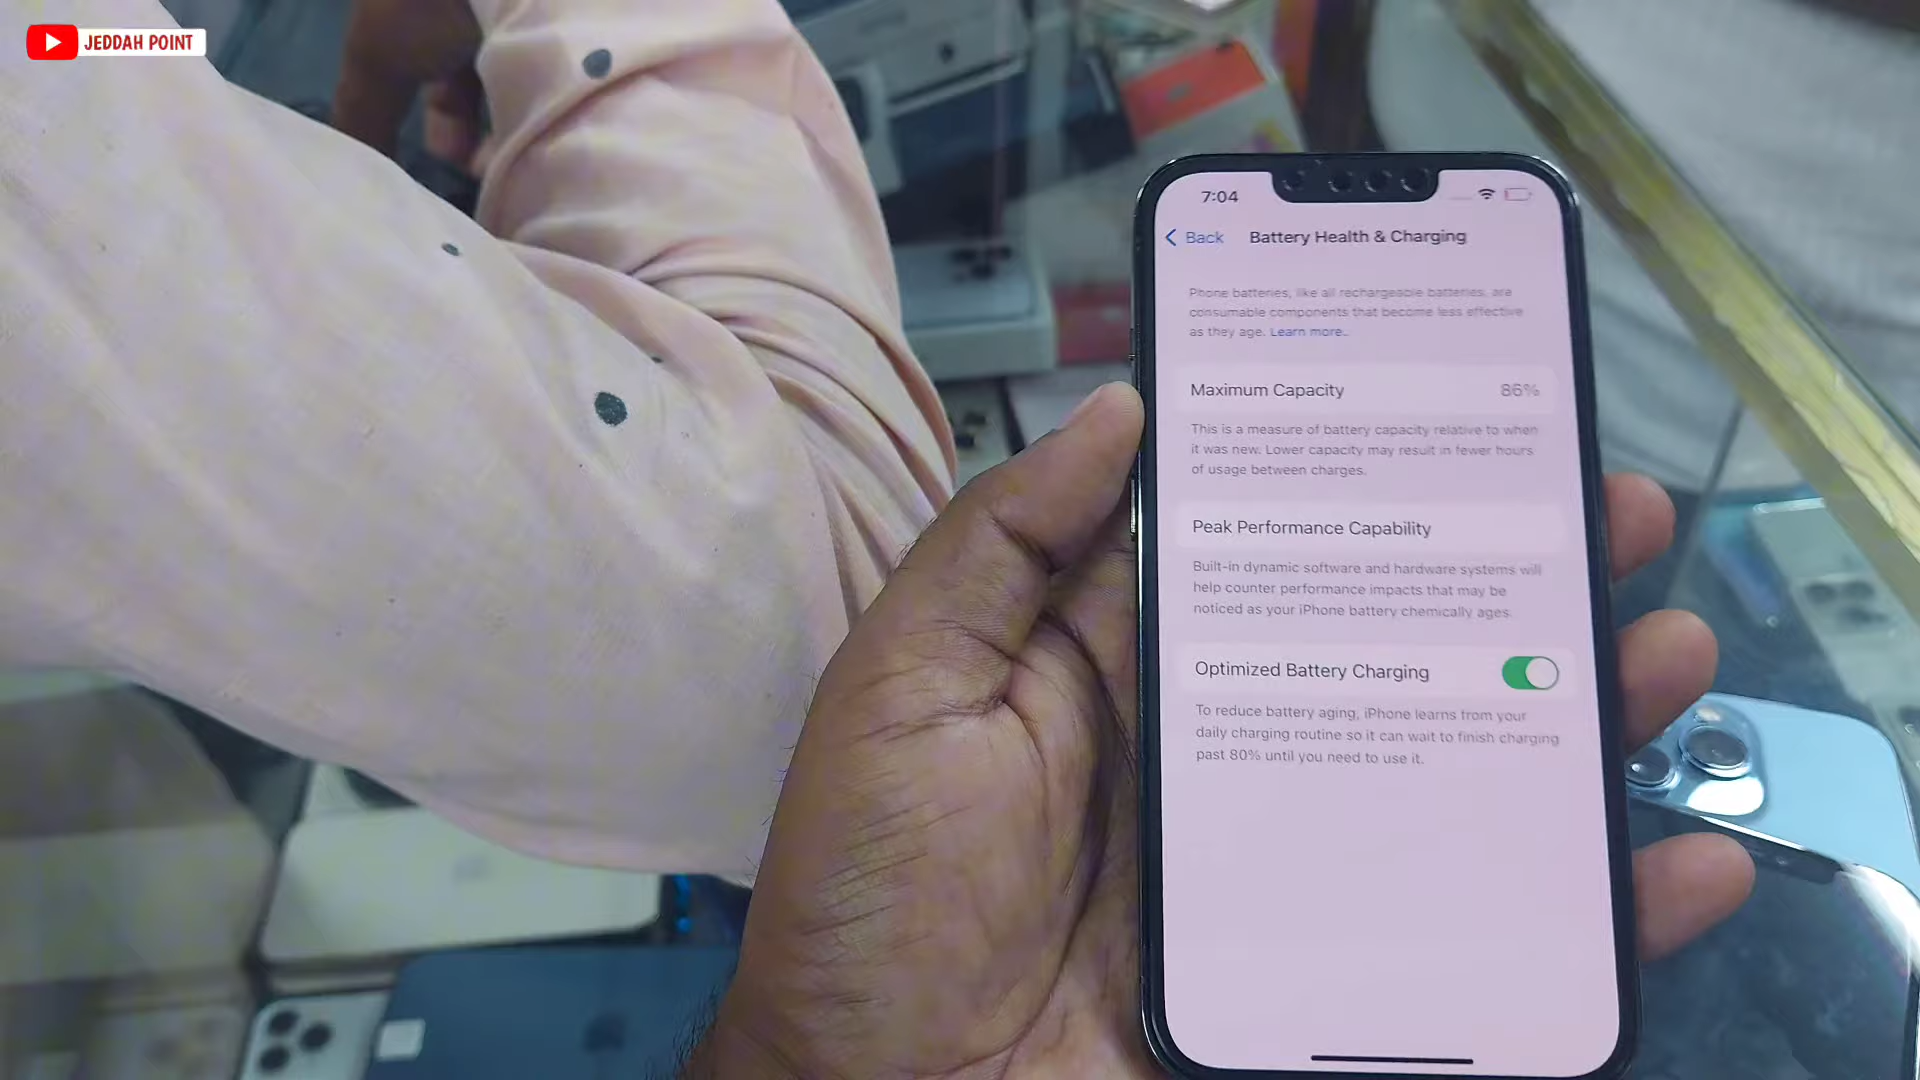 JEDDAH POINT
7:04
Back Battery Health & Charging
Phone batteries, like all rechargeable batteries, are
consumable components that become less effective
as they age. Learn more..
Maximum Capacity 86%
This is a measure of battery capacity relative to when
it was new. Lower capacity may result in fewer hours
of usage between charges.
Peak Performance Capability
Built-in dynamic software and hardware systems will
help counter performance impacts that may be
noticed as your iPhone battery chemically ages.
Optimized Battery Charging
To reduce battery aging, iPhone learns from your
daily charging routine so it can wait to finish charging
past 80% until you need to use it.